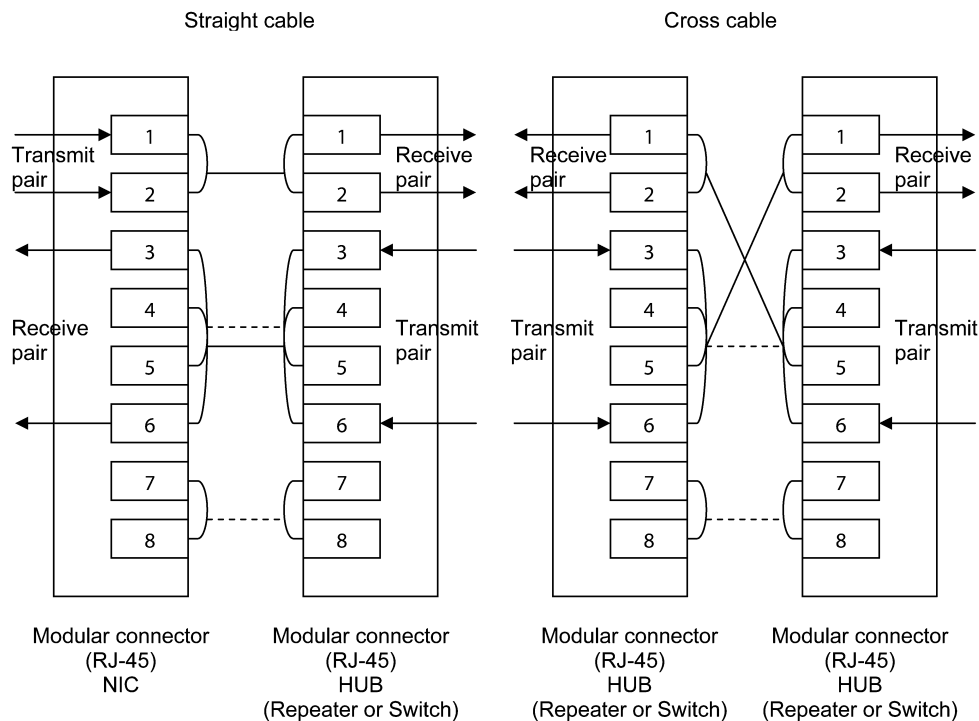 Straight cable
Cross cable
1
2
3
4
5
6
7
8
Transmit
pair
Receive
pair
1
2
3
4
5
6
7
8
Receive
pair
Transmit
pair
1
2
3
4
5
6
7
8
Receive
pair
Transmit
pair
1
2
3
4
5
6
7
8
Receive
pair
Transmit
pair
Modular connector
(RJ-45)
NIC
Modular connector
(RJ-45)
HUB
(Repeater or Switch)
Modular connector
(RJ-45)
HUB
(Repeater or Switch)
Modular connector
(RJ-45)
HUB
(Repeater or Switch)